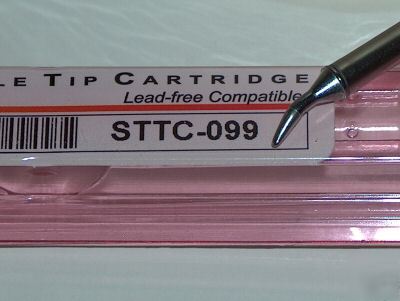 LE TIP CARTRIDGE
Lead-free Compatible
STTC-099